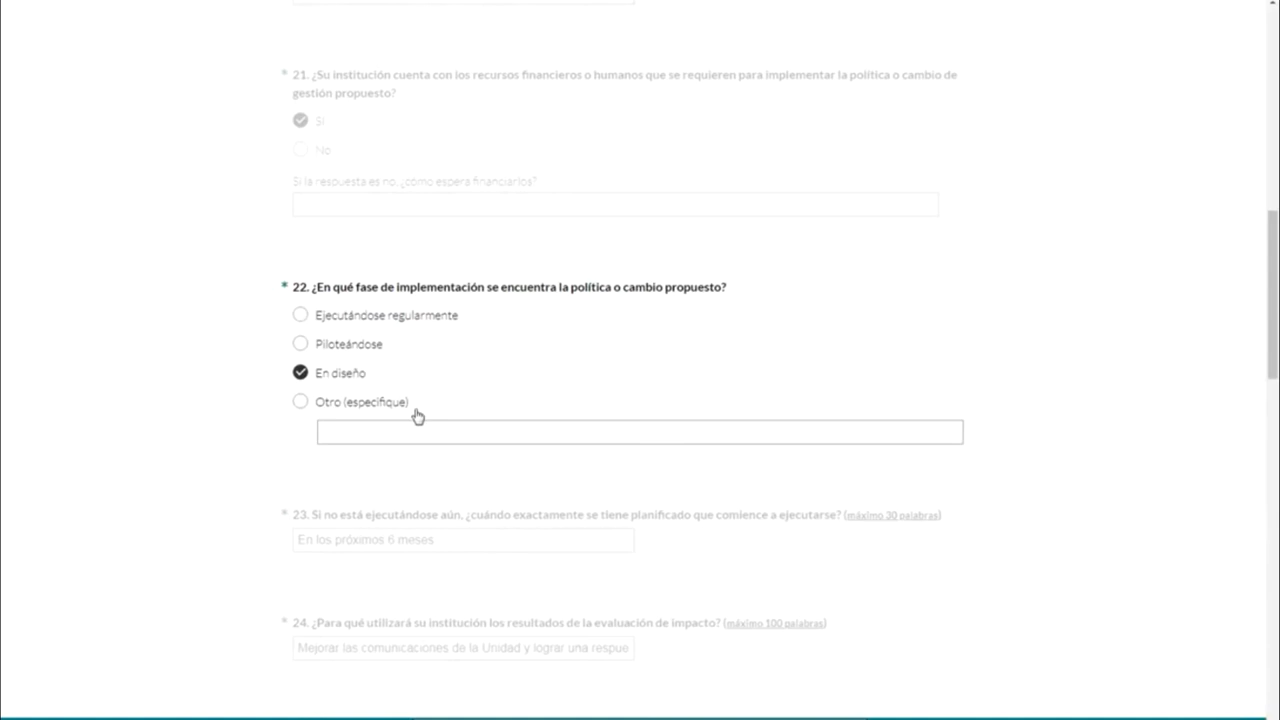 * 21. ¿Su institución cuenta con los recursos financieros o humanos que se requieren para implementar la política o cambio de
gestión propuesto?
Sí
No
Si la respuesta es no, ¿cómo espera financiarlos?
* 22. ¿En qué fase de implementación se encuentra la política o cambio propuesto?
Ejecutándose regularmente
Piloteándose
En diseño
Otro (especifique)
* 23. Si no está ejecutándose aún, ¿cuándo exactamente se tiene planificado que comience a ejecutarse? (máximo 30 palabras)
En los próximos 6 meses
* 24. ¿Para qué utilizará su institución los resultados de la evaluación de impacto? (máximo 100 palabras)
Mejorar las comunicaciones de la Unidad y lograr una respue